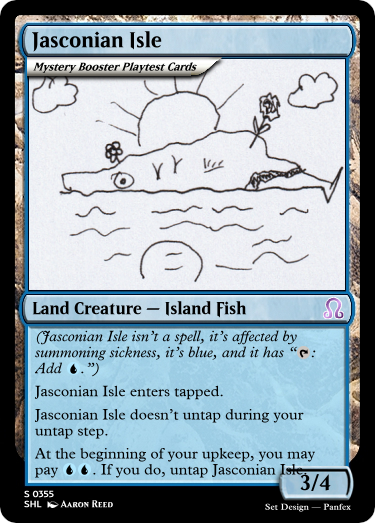 Jasconian Isle
Mystery Booster Playtest Cards
Land Creature — Island Fish
(Jasconian Isle isn't a spell, it's affected by
summoning sickness, it's blue, and it has “:
Add .”)
Jasconian Isle enters tapped.
Jasconian Isle doesn't untap during your
untap step.
At the beginning of your upkeep, you may
pay . If you do, untap Jasconian Isle.
3/4
S 0355
SHL Aaron Reed
Set Design — Panfex